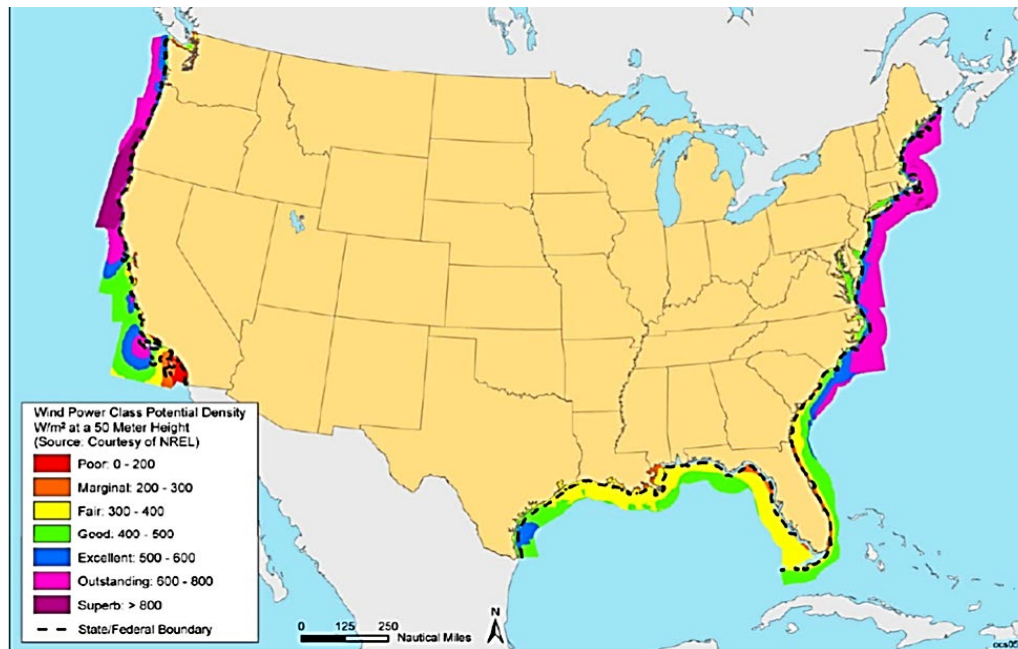 Wind Power Class Potential Density
W/m² at a 50 Meter Height
(Source: Courtesy of NREL)
Poor: 0 - 200
Marginal: 200 - 300
Fair: 300 - 400
Good: 400 - 500
Excellent: 500 - 600
Outstanding: 600 - 800
Superb: > 800
State/Federal Boundary
0 125 250
Nautical Miles
N